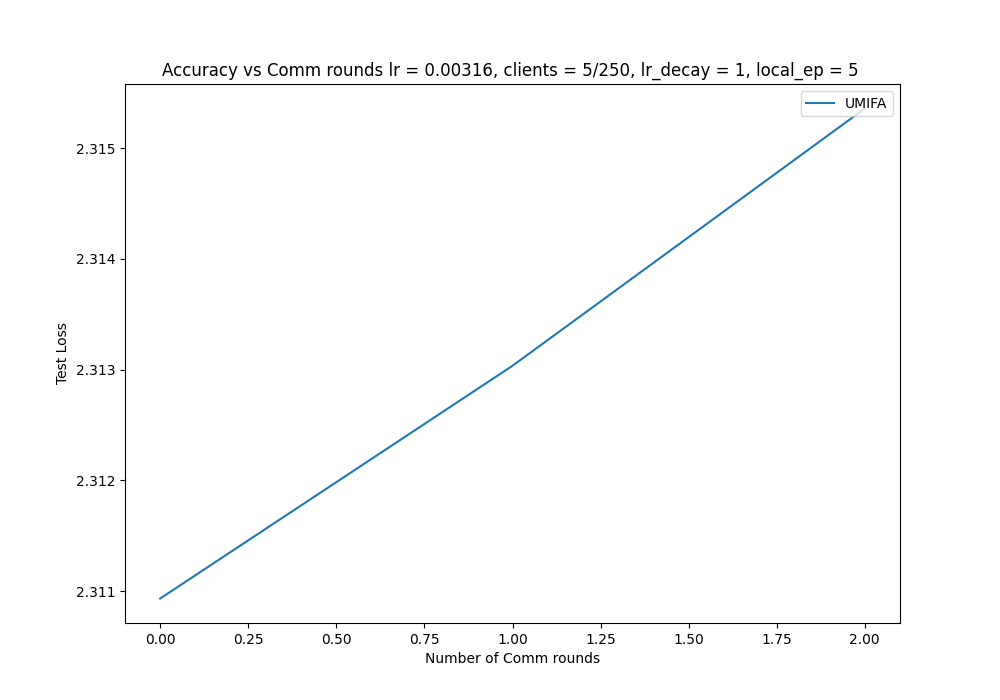 Accuracy vs Comm rounds lr = 0.00316, clients = 5/250, lr_decay = 1, local_ep = 5
UMIFA
2.315
2.314
2.313
2.312
2.311
Test Loss
0.00 0.25 0.50 0.75 1.00 1.25 1.50 1.75 2.00
Number of Comm rounds